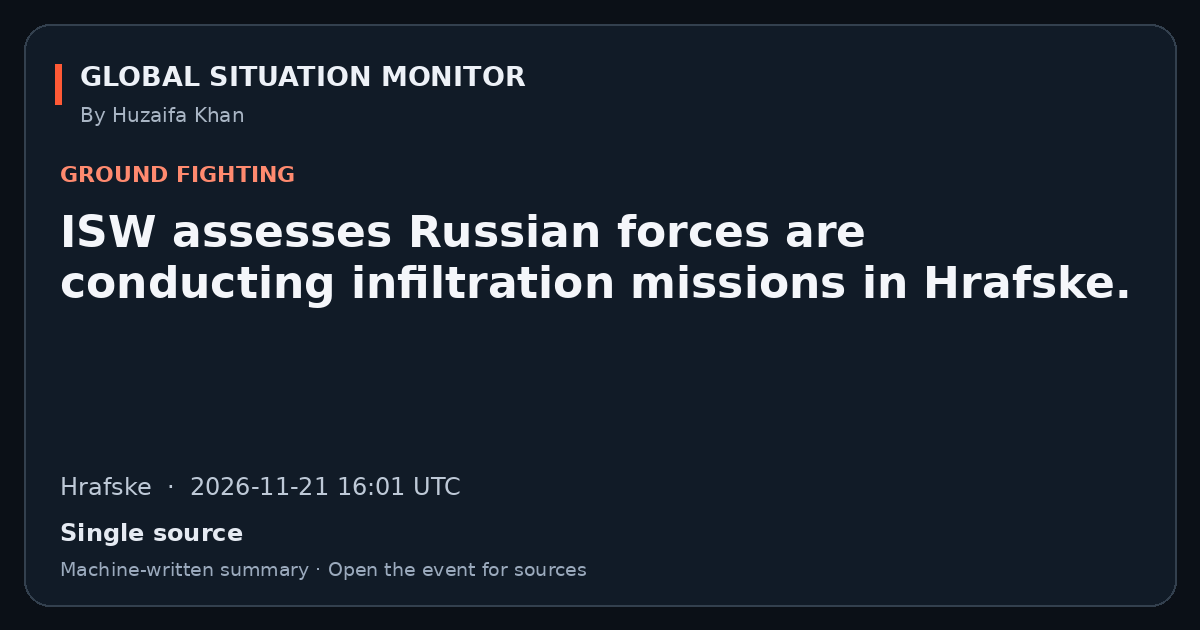 GLOBAL SITUATION MONITOR
By Huzaifa Khan
GROUND FIGHTING
ISW assesses Russian forces are
conducting infiltration missions in Hrafske.
Hrafske · 2026-11-21 16:01 UTC
Single source
Machine-written summary · Open the event for sources